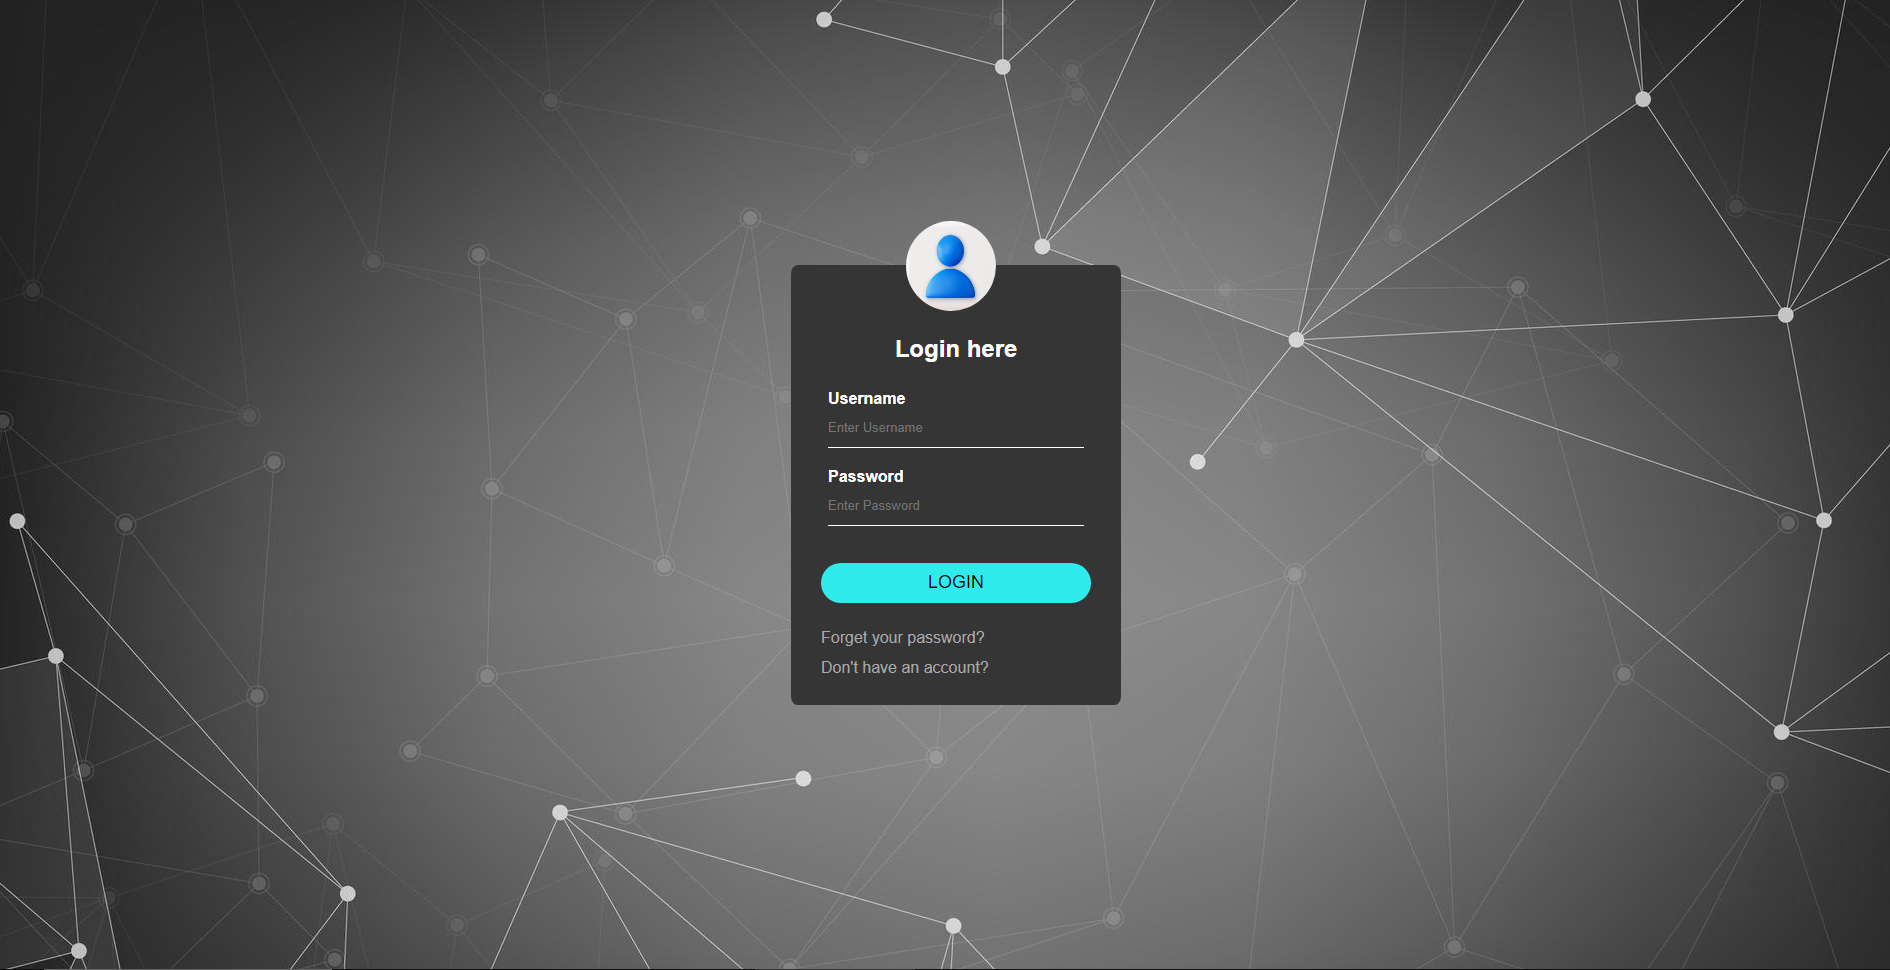 Login here
Username
Enter Username
Password
Enter Password
LOGIN
Forget your password?
Don't have an account?